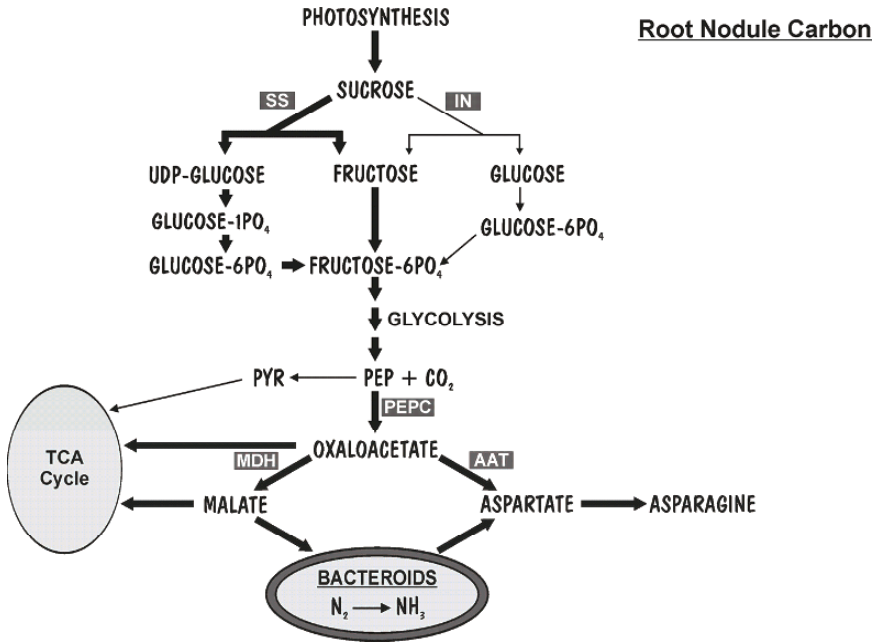 PHOTOSYNTHESIS
Root Nodule Carbon
SUCROSE
SS
IN
UDP-GLUCOSE
FRUCTOSE
GLUCOSE
GLUCOSE-1PO₄
GLUCOSE-6PO₄
GLUCOSE-6PO₄
FRUCTOSE-6PO₄
GLYCOLYSIS
PYR
PEP + CO₂
PEPC
OXALOACETATE
MDH
AAT
TCA
Cycle
MALATE
ASPARTATE
ASPARAGINE
BACTEROIDS
N₂ → NH₃